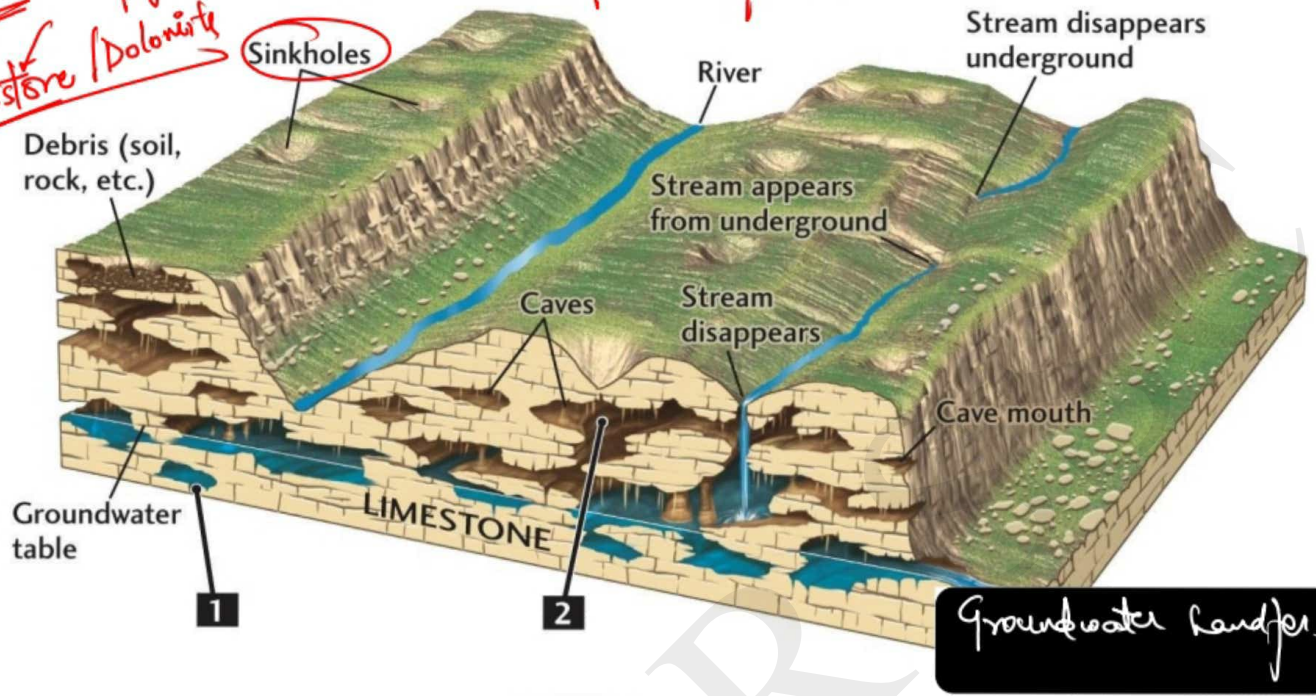 stone / Dolomite
Sinkholes
River
Stream disappears
underground
Debris (soil,
rock, etc.)
Stream appears
from underground
Caves
Stream
disappears
Cave mouth
Groundwater
table
LIMESTONE
1
2
Groundwater Landfor